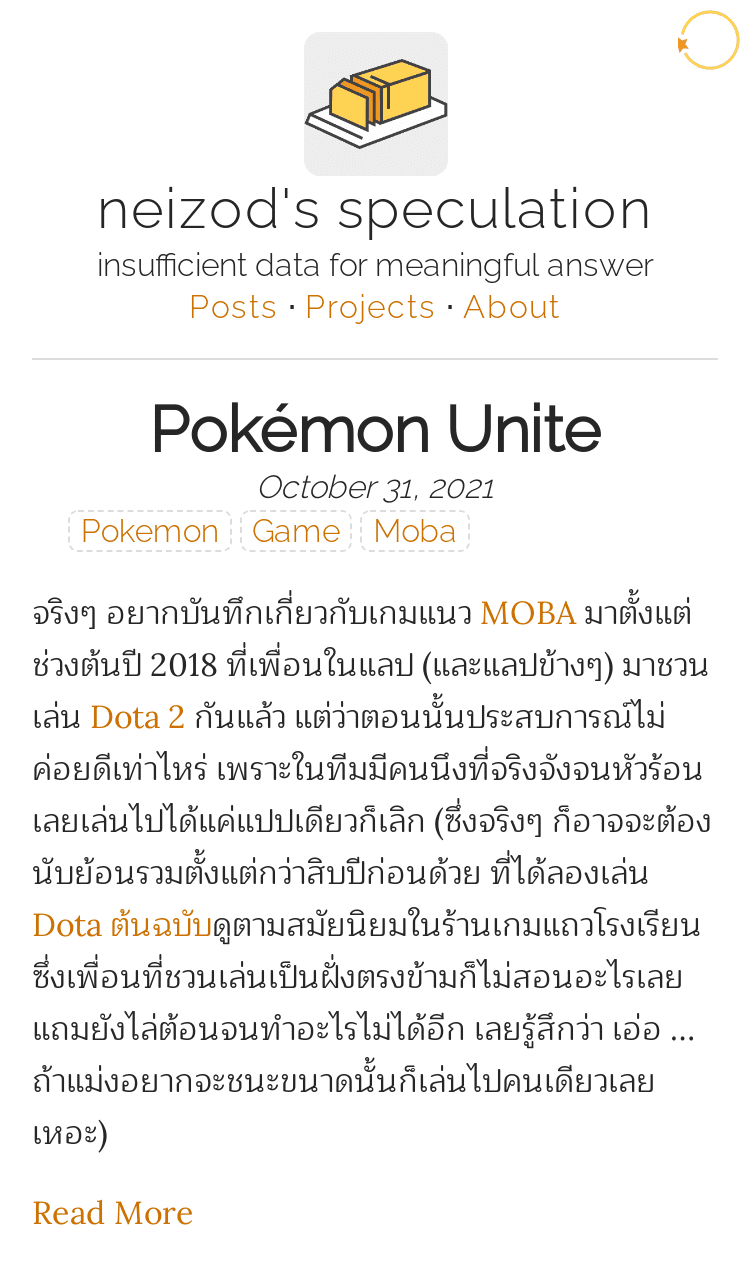 neizod's speculation
insufficient data for meaningful answer
Posts · Projects · About
Pokémon Unite
October 31, 2021
Pokemon Game Moba
จริงๆ อยากบันทึกเกี่ยวกับเกมแนว MOBA มาตั้งแต่
ช่วงต้นปี 2018 ที่เพื่อนในแลป (และแลปข้างๆ) มาชวน
เล่น Dota 2 กันแล้ว แต่ว่าตอนนั้นประสบการณ์ไม่
ค่อยดีเท่าไหร่ เพราะในทีมมีคนนึงที่จริงจังจนหัวร้อน
เลยเล่นไปได้แค่แปปเดียวก็เลิก (ซึ่งจริงๆ ก็อาจจะต้อง
นับย้อนรวมตั้งแต่กว่าสิบปีก่อนด้วย ที่ได้ลองเล่น
Dota ต้นฉบับดูตามสมัยนิยมในร้านเกมแถวโรงเรียน
ซึ่งเพื่อนที่ชวนเล่นเป็นฝั่งตรงข้ามก็ไม่สอนอะไรเลย
แถมยังไล่ต้อนจนทำอะไรไม่ได้อีก เลยรู้สึกว่า เอ่อ ...
ถ้าแม่งอยากจะชนะขนาดนั้นก็เล่นไปคนเดียวเลย
เหอะ)
Read More